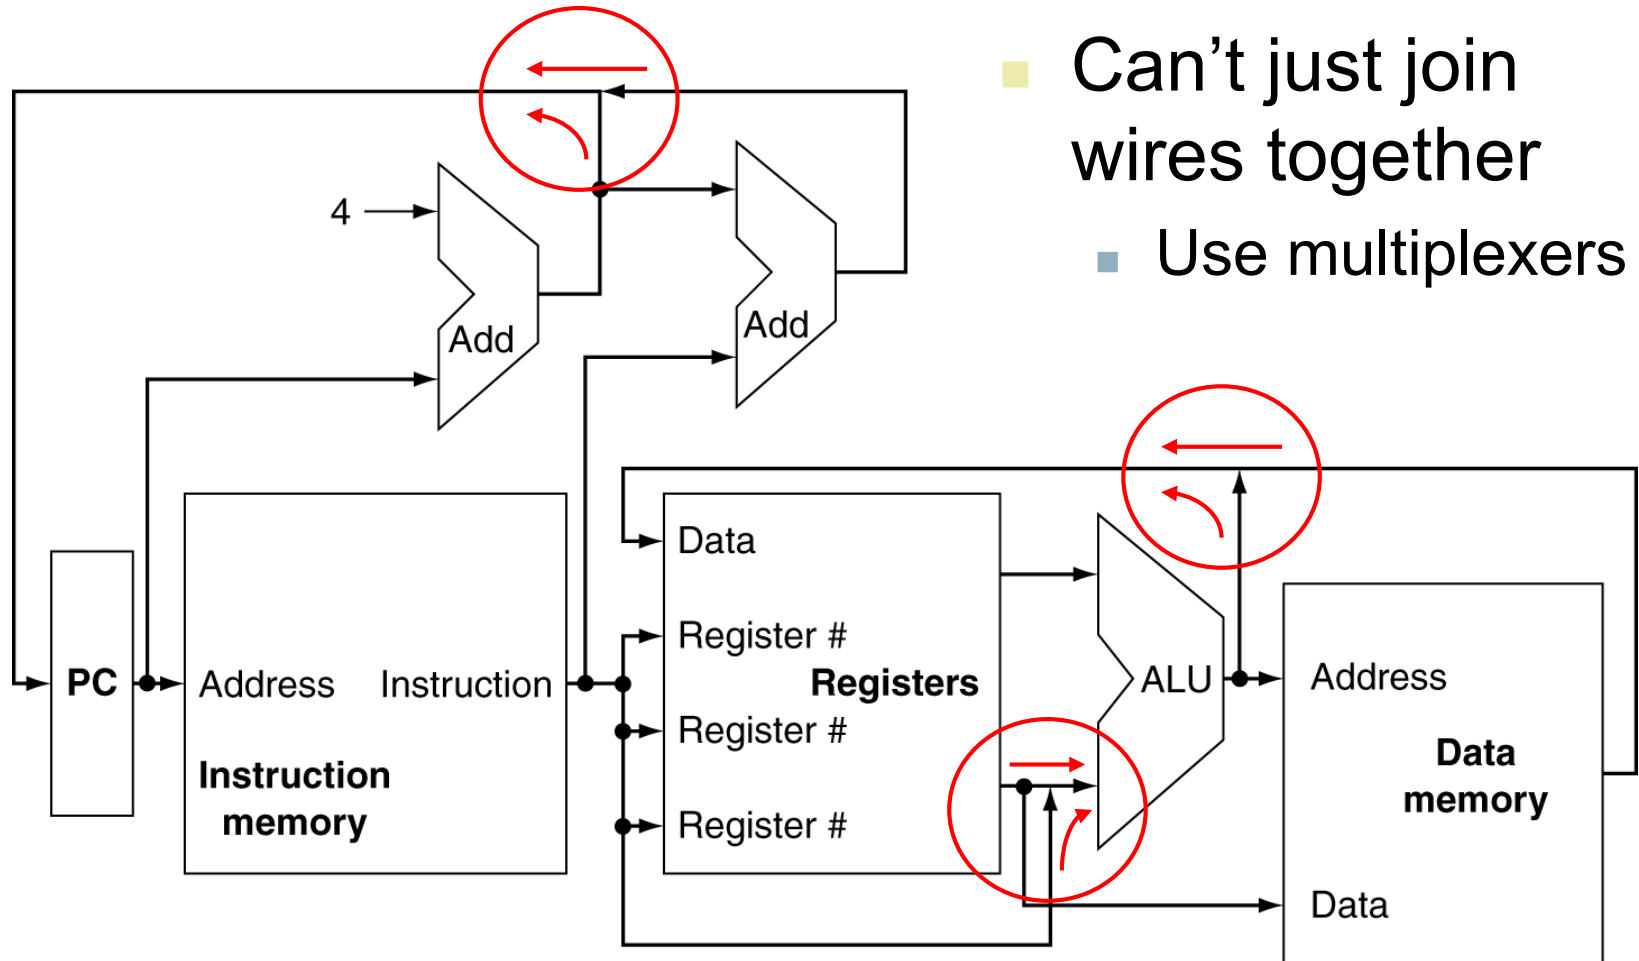 Can’t just join
wires together
Use multiplexers
4
Add
Add
PC
Address
Instruction
Instruction
memory
Data
Register #
Registers
Register #
Register #
ALU
Address
Data
memory
Data